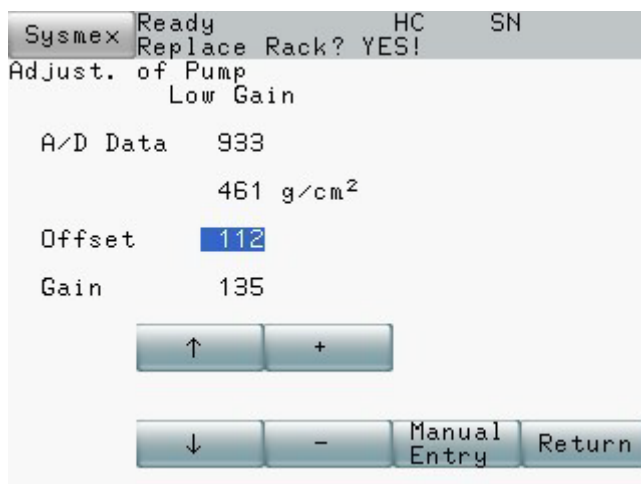 Sysmex Ready HC SN
Replace Rack? YES!
Adjust. of Pump
Low Gain
A/D Data 933
461 g/cm²
Offset 112
Gain 135
↑ +
↓ - Manual Entry Return